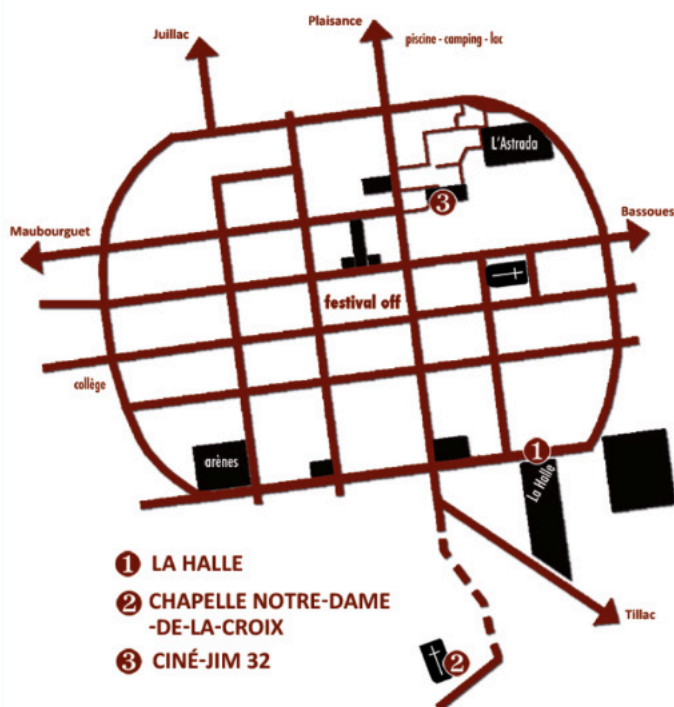 Plaisance
Juillac
piscine - camping - lac
L'Astrada
3
Bassoues
Maubourguet
festival off
collège
1
arènes
La Halle
1 LA HALLE
2 CHAPELLE NOTRE-DAME
-DE-LA-CROIX
Tillac
3 CINÉ-JIM 32
2